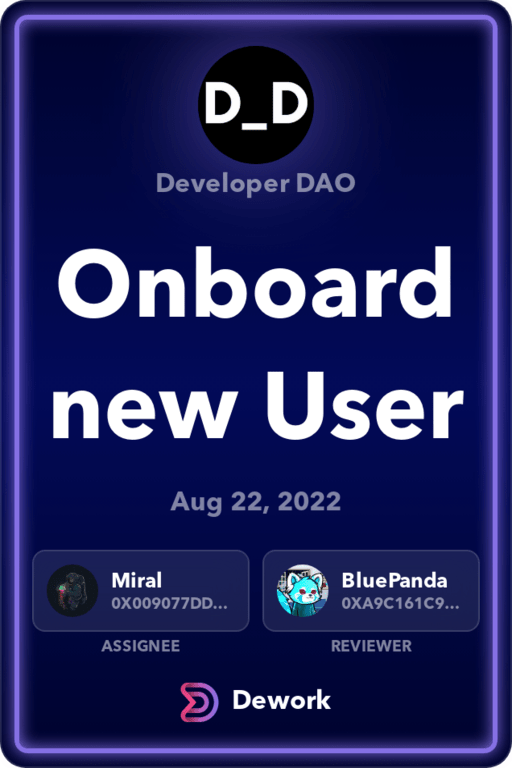 D_D
Developer DAO
Onboard
new User
Aug 22, 2022
Miral
0X009077DD...
ASSIGNEE
BluePanda
0XA9C161C9...
REVIEWER
Dework